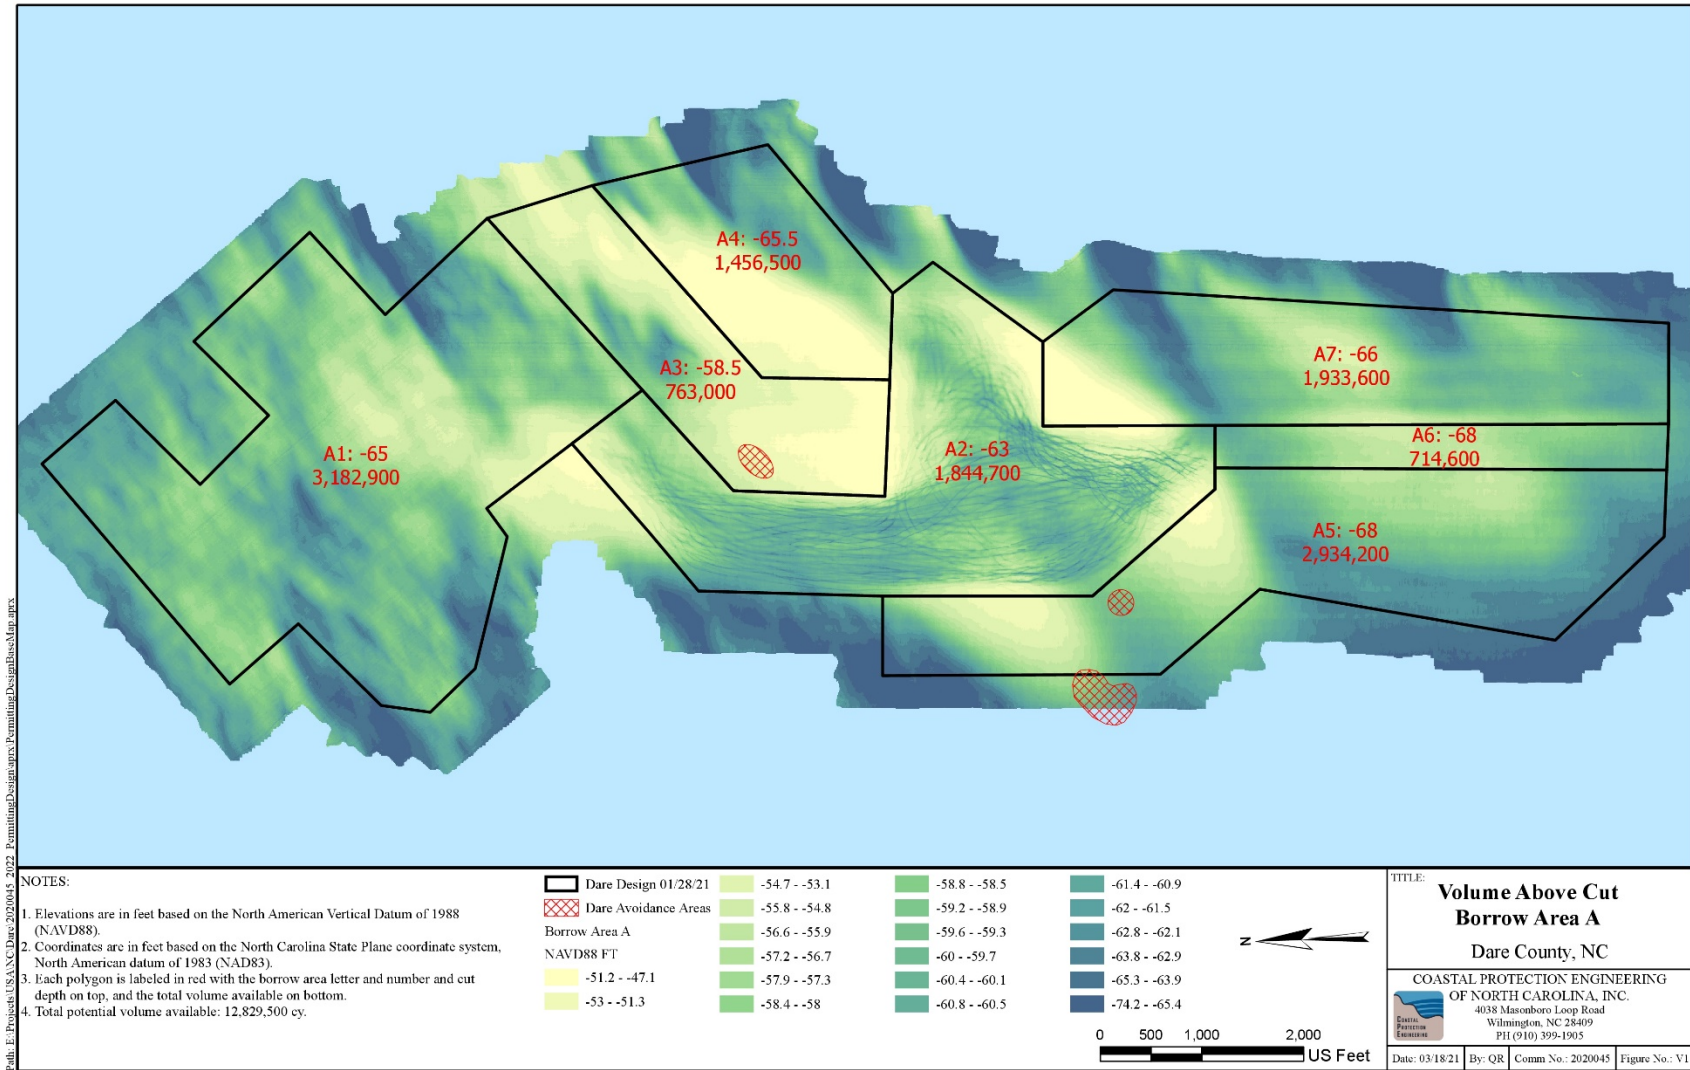 A4: -65.5
1,456,500
A3: -58.5
763,000
A7: -66
1,933,600
A1: -65
3,182,900
A2: -63
1,844,700
A6: -68
714,600
A5: -68
2,934,200
Path: E:\Projects\USA\NC\Dare\2020045_2022_PermittingDesign\aprx\PermittingDesignBaseMap.aprx
NOTES:
1. Elevations are in feet based on the North American Vertical Datum of 1988
(NAVD88).
2. Coordinates are in feet based on the North Carolina State Plane coordinate system,
North American datum of 1983 (NAD83).
3. Each polygon is labeled in red with the borrow area letter and number and cut
depth on top, and the total volume available on bottom.
4. Total potential volume available: 12,829,500 cy.
Dare Design 01/28/21
Dare Avoidance Areas
Borrow Area A
NAVD88 FT
-51.2 - -47.1
-53 - -51.3
-54.7 - -53.1
-55.8 - -54.8
-56.6 - -55.9
-57.2 - -56.7
-57.9 - -57.3
-58.4 - -58
-58.8 - -58.5
-59.2 - -58.9
-59.6 - -59.3
-60 - -59.7
-60.4 - -60.1
-60.8 - -60.5
-61.4 - -60.9
-62 - -61.5
-62.8 - -62.1
-63.8 - -62.9
-65.3 - -63.9
-74.2 - -65.4
N
0 500 1,000 2,000
US Feet
TITLE:
Volume Above Cut
Borrow Area A
Dare County, NC
COASTAL PROTECTION ENGINEERING
OF NORTH CAROLINA, INC.
4038 Masonboro Loop Road
Wilmington, NC 28409
PH (910) 399-1905
COASTAL
PROTECTION
ENGINEERING
Date: 03/18/21 By: QR Comm No.: 2020045 Figure No.: V1